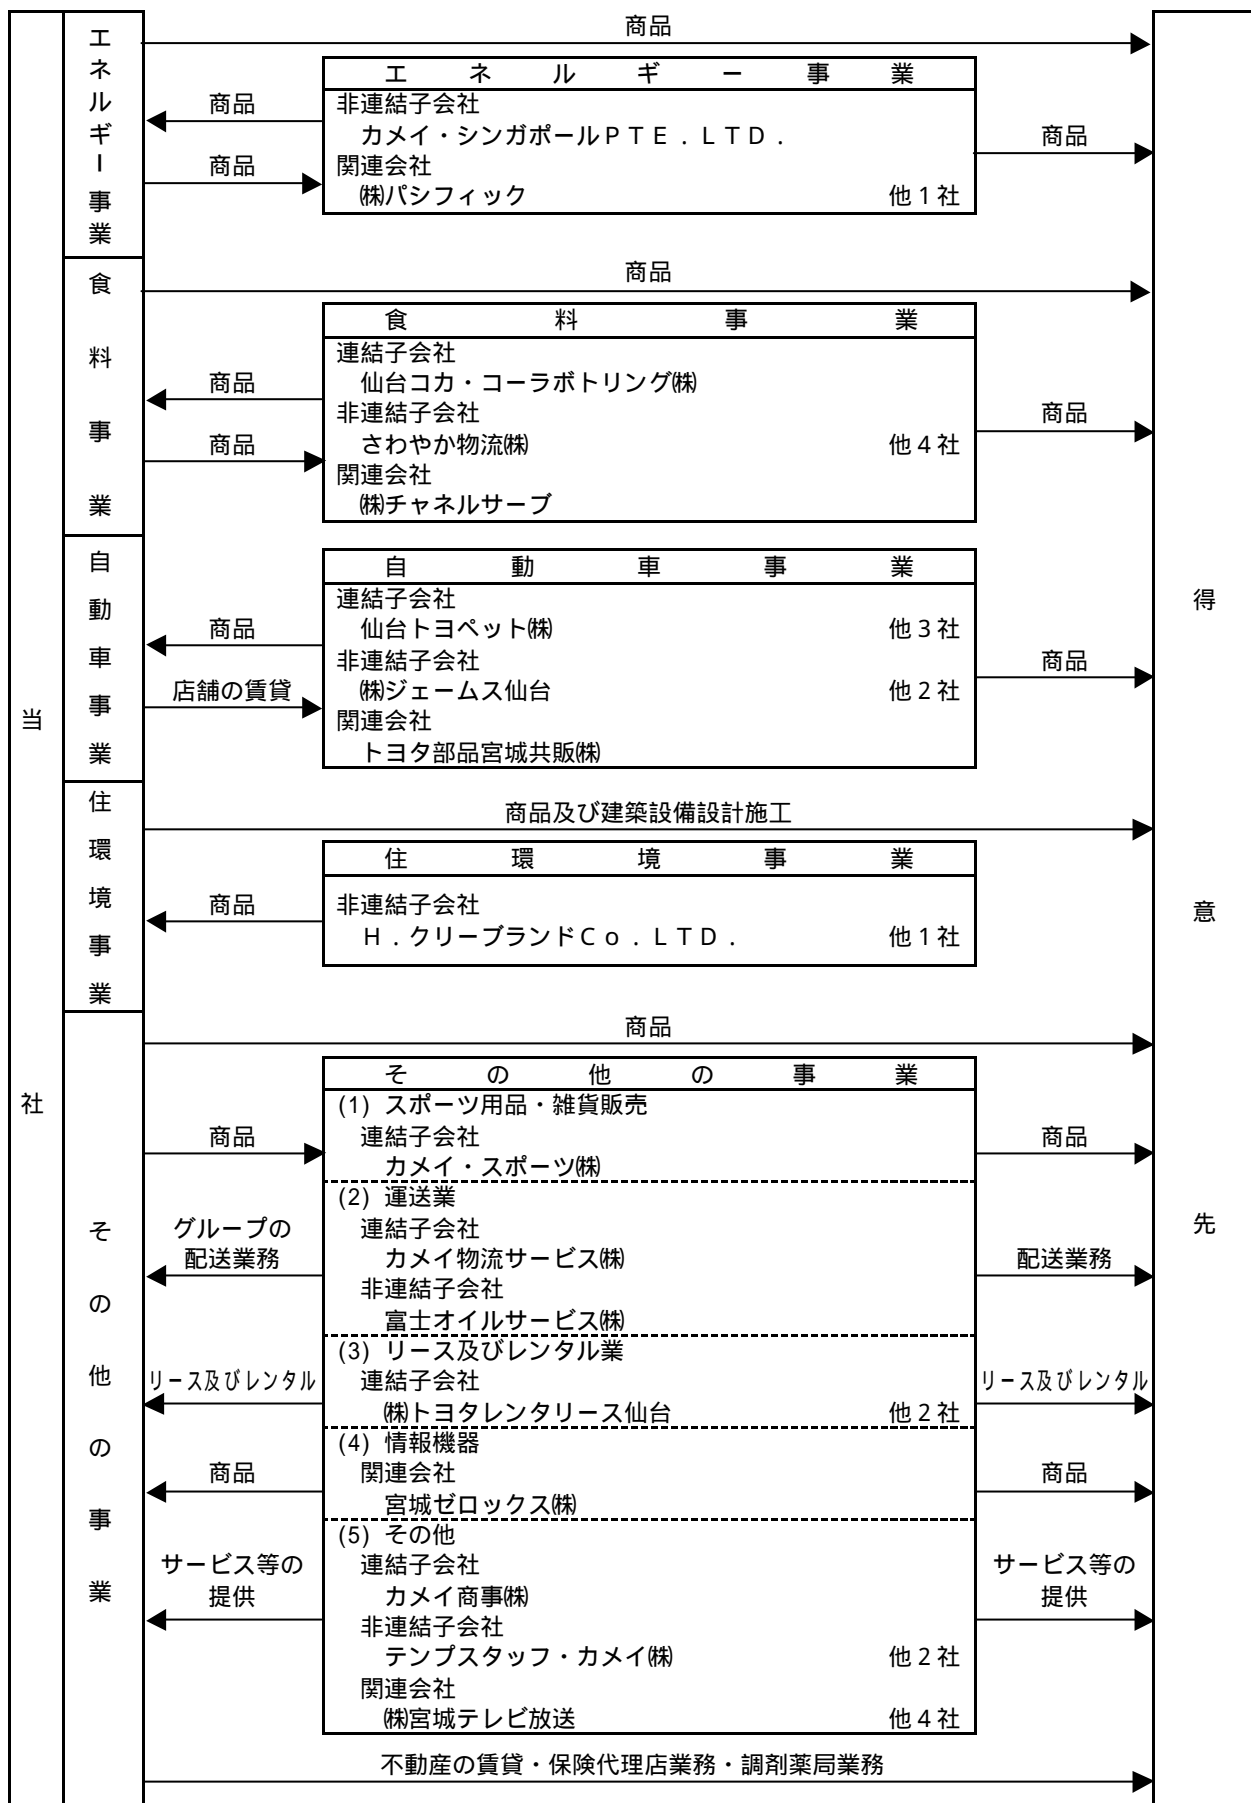 当社
得意先
エネルギー事業
商品
エネルギー事業
商品
商品
非連結子会社
カメイ・シンガポールＰＴＥ．ＬＴＤ．
関連会社
㈱パシフィック 他１社
商品
食料事業
商品
食料事業
商品
商品
連結子会社
仙台コカ・コーラボトリング㈱
非連結子会社
さわやか物流㈱ 他４社
関連会社
㈱チャネルサーブ
商品
自動車事業
自動車事業
商品
店舗の賃貸
連結子会社
仙台トヨペット㈱ 他３社
非連結子会社
㈱ジェームス仙台 他２社
関連会社
トヨタ部品宮城共販㈱
商品
住環境事業
商品及び建築設備設計施工
住環境事業
商品
非連結子会社
Ｈ．クリーブランドＣｏ．ＬＴＤ． 他１社
その他の事業
商品
その他の事業
(1) スポーツ用品・雑貨販売
連結子会社
カメイ・スポーツ㈱
商品
商品
(2) 運送業
連結子会社
カメイ物流サービス㈱
非連結子会社
富士オイルサービス㈱
グループの
配送業務
配送業務
(3) リース及びレンタル業
連結子会社
㈱トヨタレンタリース仙台 他２社
リース及びレンタル
リース及びレンタル
(4) 情報機器
関連会社
宮城ゼロックス㈱
商品
商品
(5) その他
連結子会社
カメイ商事㈱
非連結子会社
テンプスタッフ・カメイ㈱ 他２社
関連会社
㈱宮城テレビ放送 他４社
サービス等の
提供
サービス等の
提供
不動産の賃貸・保険代理店業務・調剤薬局業務